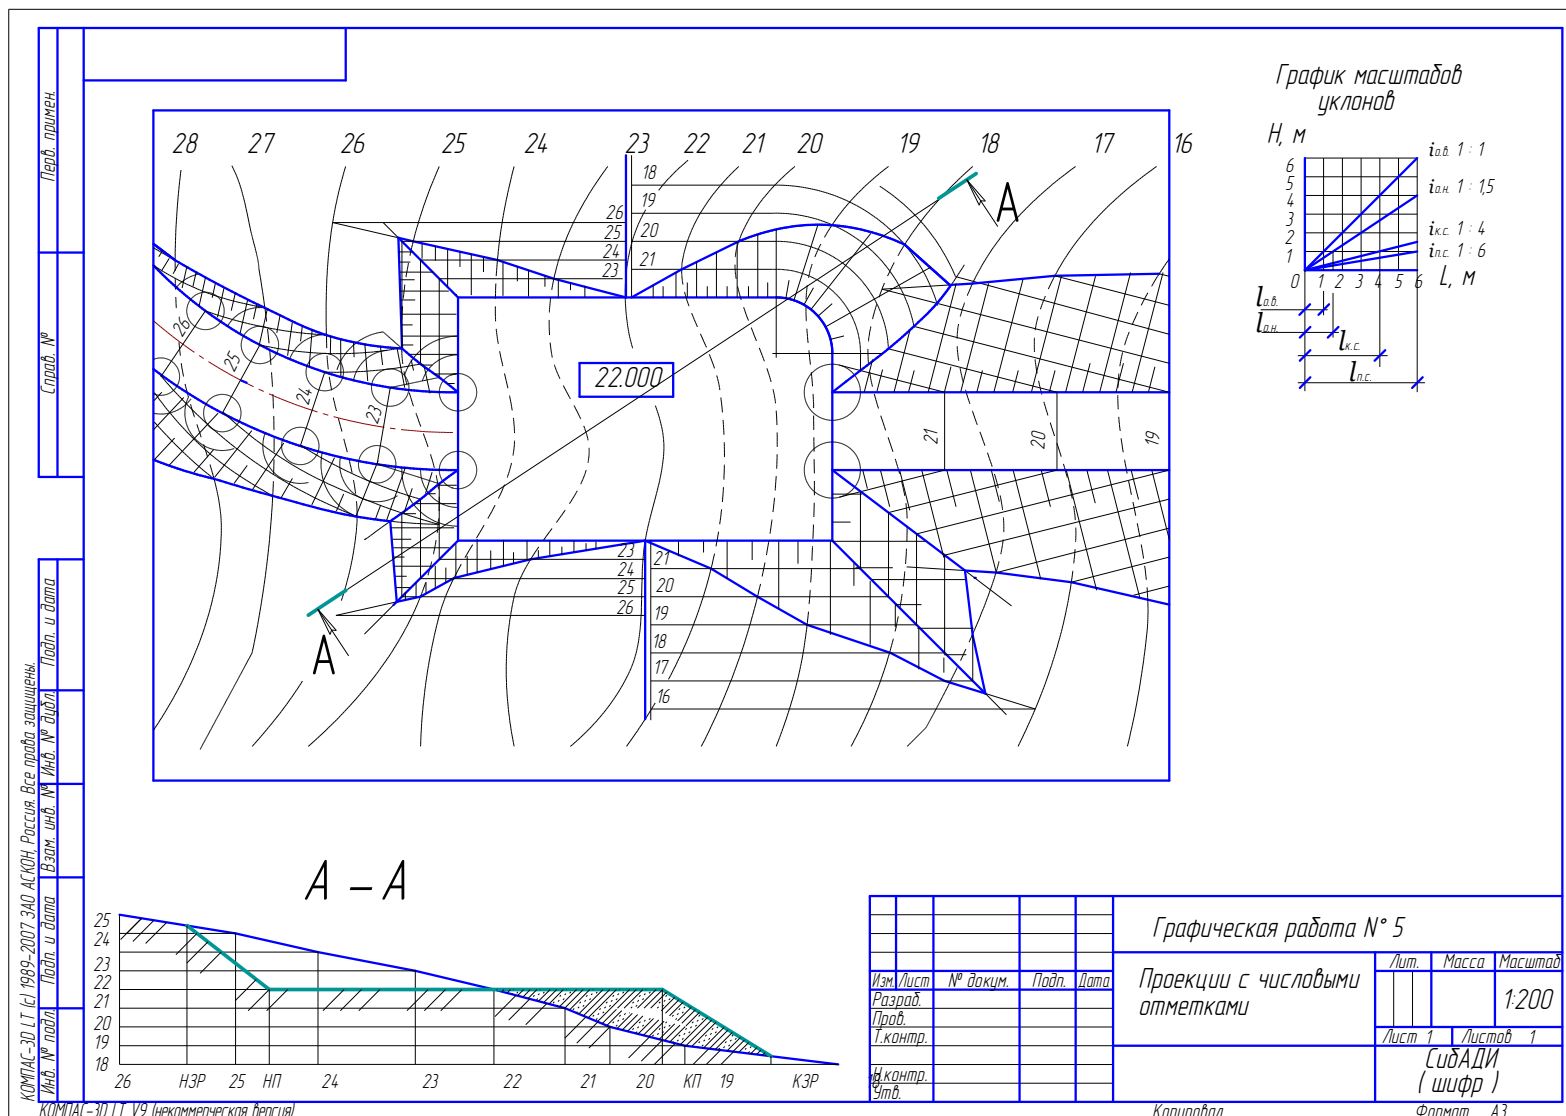 Перв. примен.
Справ. №
Подп. и дата
Инв. № дубл.
Взам. инв. №
Подп. и дата
Инв. № подл.
КОМПАС-3D LT (с) 1989-2007 ЗАО АСКОН, Россия. Все права защищены.
28 27 26 25 24 23 22 21 20 19 18 17 16
18
19
20
21
26
25
24
23
А
26
25
24
23
22.000
21
20
19
23
24
25
26
21
20
19
18
17
16
А
График масштабов
уклонов
Н, м
6
5
4
3
2
1
0 1 2 3 4 5 6 L, м
iо.в. 1 : 1
iо.н. 1 : 1,5
iк.с. 1 : 4
iп.с. 1 : 6
lо.в.
lо.н.
lк.с.
lп.с.
А – А
25
24
23
22
21
20
19
18
26 НЗР 25 НП 24 23 22 21 20 КП 19 КЗР 18
Графическая работа N° 5
Проекции с числовыми
отметками
Лит. Масса Масштаб
1:200
Лист 1 Листов 1
СибАДИ
( шифр )
Изм. Лист № докум. Подп. Дата
Разраб.
Пров.
Т.контр.
Н.контр.
Утв.
КОМПАС-3D LT V9 (некоммерческая версия)
Копировал
Формат А3